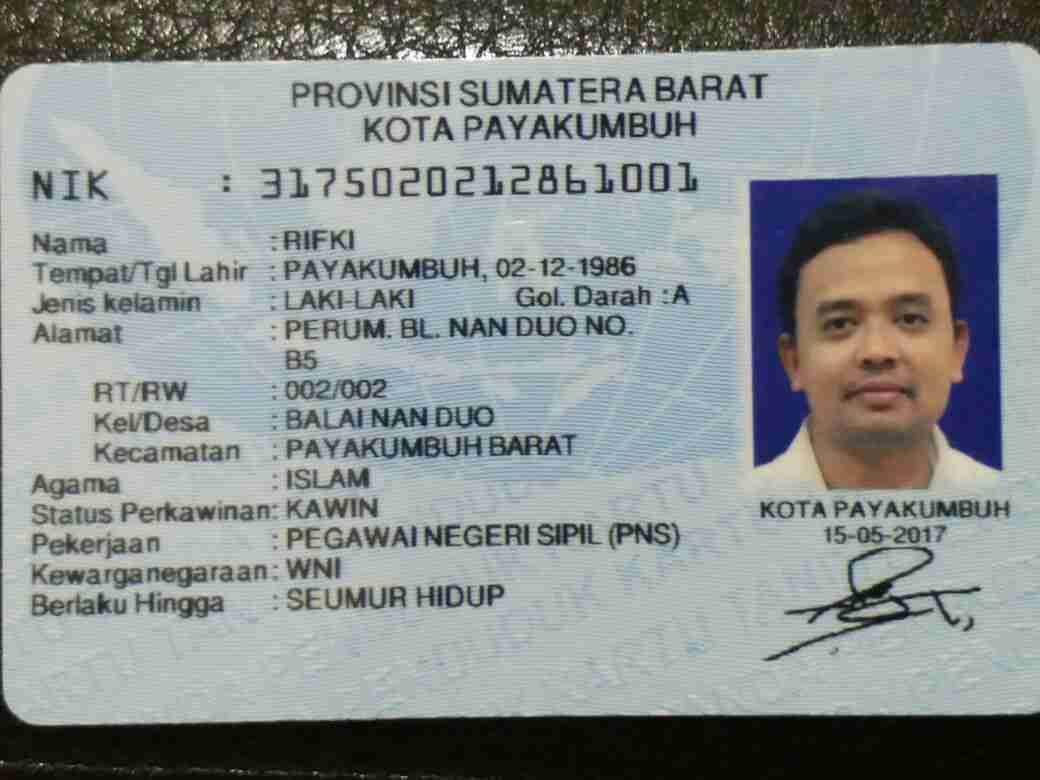 PROVINSI SUMATERA BARAT
KOTA PAYAKUMBUH
NIK : 3175020212861001
Nama : RIFKI
Tempat/Tgl Lahir : PAYAKUMBUH, 02-12-1986
Jenis kelamin : LAKI-LAKI Gol. Darah : A
Alamat : PERUM. BL. NAN DUO NO.
B5
RT/RW : 002/002
Kel/Desa : BALAI NAN DUO
Kecamatan : PAYAKUMBUH BARAT
Agama : ISLAM
Status Perkawinan: KAWIN
Pekerjaan : PEGAWAI NEGERI SIPIL (PNS)
Kewarganegaraan: WNI
Berlaku Hingga : SEUMUR HIDUP
KOTA PAYAKUMBUH
15-05-2017